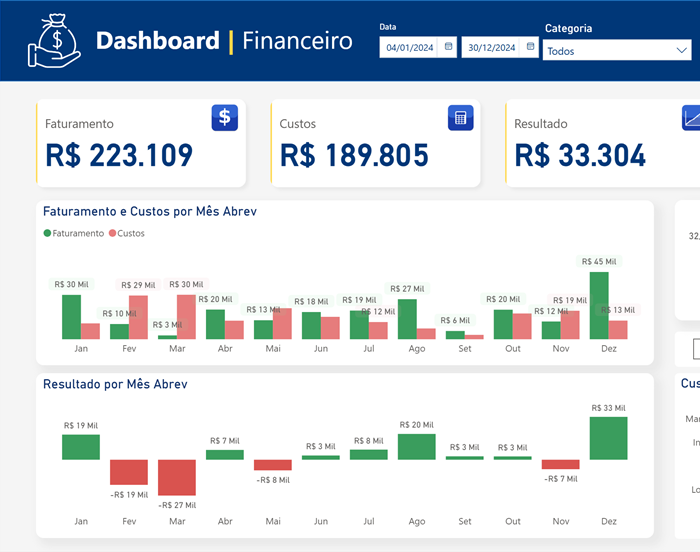 Dashboard | Financeiro
Data
04/01/2024
30/12/2024
Categoria
Todos
Faturamento
R$ 223.109
Custos
R$ 189.805
Resultado
R$ 33.304
Faturamento e Custos por Mês Abrev
Faturamento Custos
R$ 30 Mil
R$ 10 Mil
R$ 29 Mil
R$ 3 Mil
R$ 30 Mil
R$ 20 Mil
R$ 13 Mil
R$ 18 Mil
R$ 19 Mil
R$ 12 Mil
R$ 27 Mil
R$ 6 Mil
R$ 20 Mil
R$ 12 Mil
R$ 19 Mil
R$ 45 Mil
R$ 13 Mil
Jan Fev Mar Abr Mai Jun Jul Ago Set Out Nov Dez
32,
Resultado por Mês Abrev
R$ 19 Mil
-R$ 19 Mil
-R$ 27 Mil
R$ 7 Mil
-R$ 8 Mil
R$ 3 Mil
R$ 8 Mil
R$ 20 Mil
R$ 3 Mil
R$ 3 Mil
-R$ 7 Mil
R$ 33 Mil
Jan Fev Mar Abr Mai Jun Jul Ago Set Out Nov Dez
Cus
Mar
In
Lo